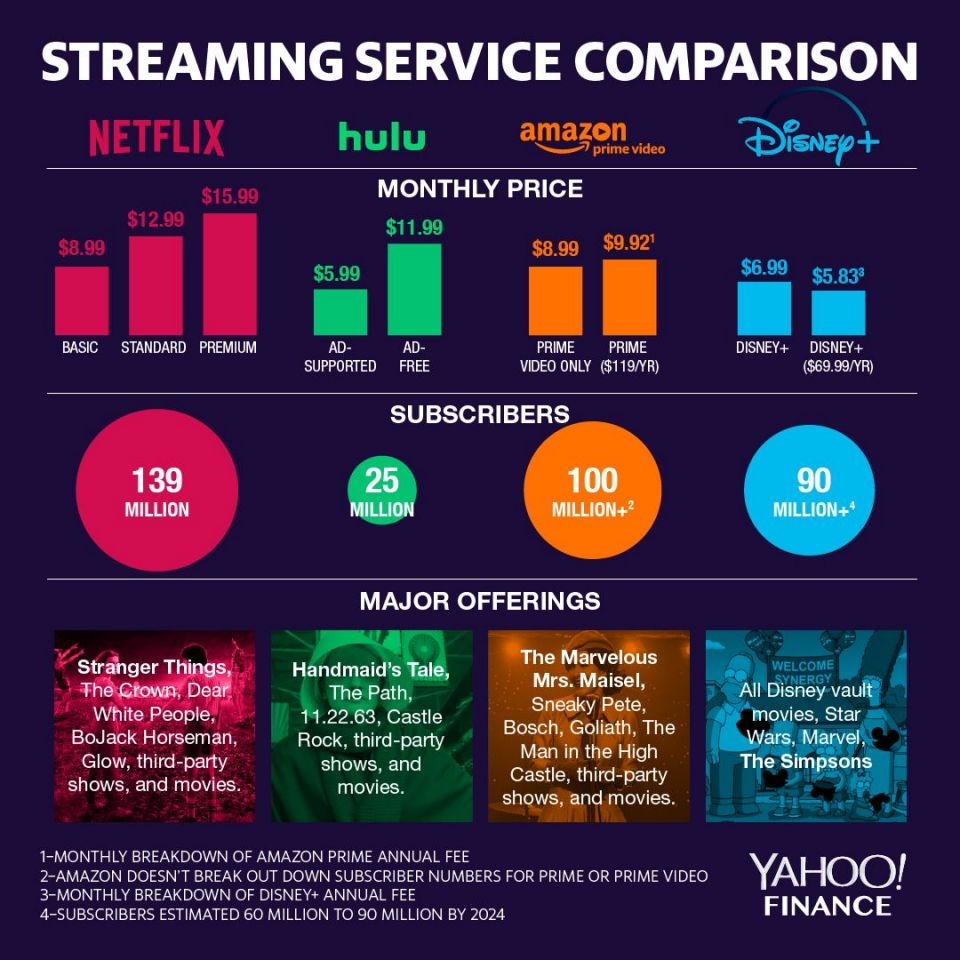 STREAMING SERVICE COMPARISON
NETFLIX
hulu
amazon
prime video
Disney+
MONTHLY PRICE
$8.99
$12.99
$15.99
$5.99
$11.99
$8.99
$9.92¹
$6.99
$5.83³
BASIC
STANDARD
PREMIUM
AD-
SUPPORTED
AD-
FREE
PRIME
VIDEO ONLY
PRIME
($119/YR)
DISNEY+
DISNEY+
($69.99/YR)
SUBSCRIBERS
139
MILLION
25
MILLION
100
MILLION+²
90
MILLION+⁴
MAJOR OFFERINGS
Stranger Things,
The Crown, Dear
White People,
BoJack Horseman,
Glow, third-party
shows, and movies.
Handmaid's Tale,
The Path,
11.22.63, Castle
Rock, third-party
shows, and
movies.
The Marvelous
Mrs. Maisel,
Sneaky Pete,
Bosch, Goliath, The
Man in the High
Castle, third-party
shows, and movies.
WELCOME
SYNERGY
All Disney vault
movies, Star
Wars, Marvel,
The Simpsons
1–MONTHLY BREAKDOWN OF AMAZON PRIME ANNUAL FEE
2–AMAZON DOESN'T BREAK OUT DOWN SUBSCRIBER NUMBERS FOR PRIME OR PRIME VIDEO
3–MONTHLY BREAKDOWN OF DISNEY+ ANNUAL FEE
4–SUBSCRIBERS ESTIMATED 60 MILLION TO 90 MILLION BY 2024
YAHOO!
FINANCE